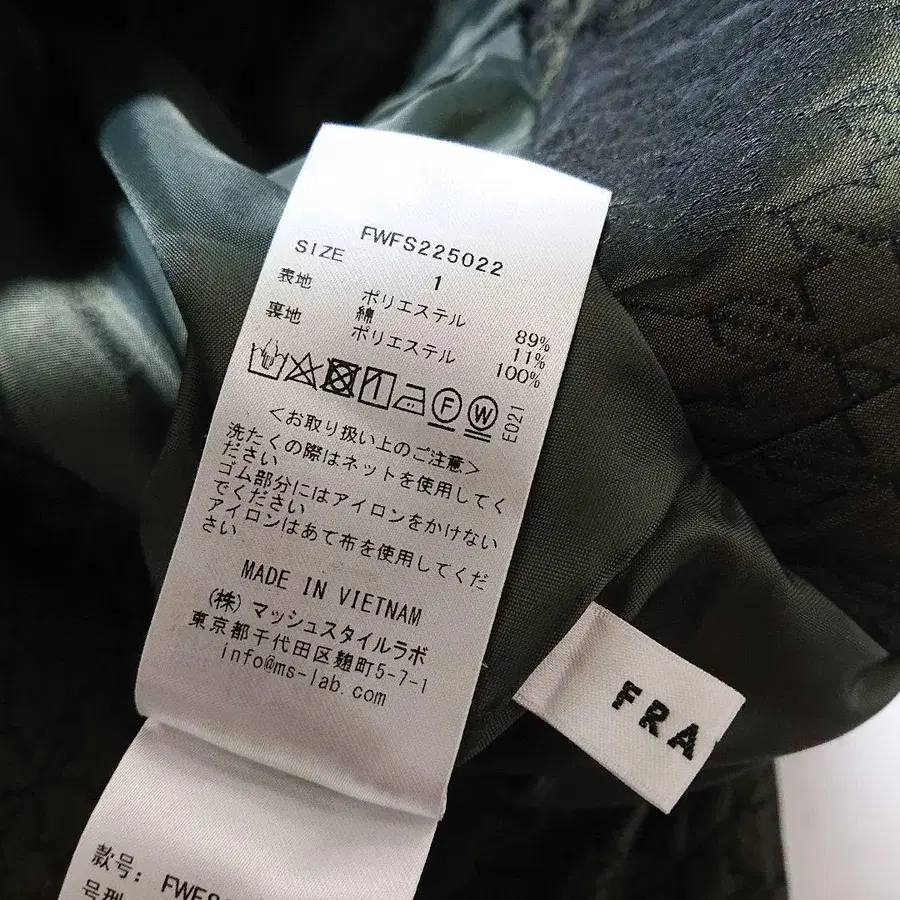 FWFS225022
SIZE 1
表地 ポリエステル 89%
綿 11%
裏地 ポリエステル 100%
F W E021
<お取り扱い上のご注意>
洗たくの際はネットを使用してく
ださい
ゴム部分にはアイロンをかけない
でください
アイロンはあて布を使用してくだ
さい
MADE IN VIETNAM
(株) マッシュスタイルラボ
東京都千代田区麹町5-7-1
info@ms-lab.com
FRA
款号: FWFS
号型